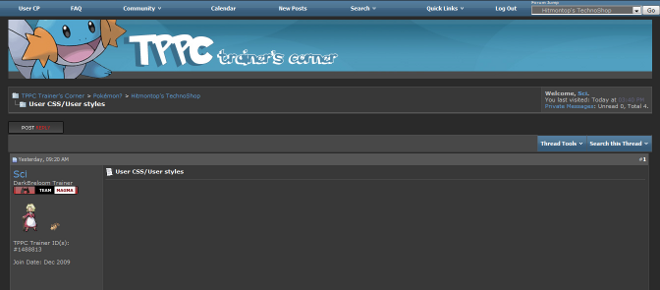 User CP FAQ Community Calendar New Posts Search Quick Links Log Out
Forum Jump
Hitmontop's TechnoShop Go
TPPC trainer's corner
TPPC Trainer's Corner > Pokémon? > Hitmontop's TechnoShop
User CSS/User styles
Welcome, Sci.
You last visited: Today at
Private Messages: Unread 0, Total 4.
POST
Thread Tools Search this Thread
Yesterday, 09:20 AM #1
Sci
DarkBreloom Trainer
TEAM MAGMA
TPPC Trainer ID(s):
#1488813
Join Date: Dec 2009
User CSS/User styles